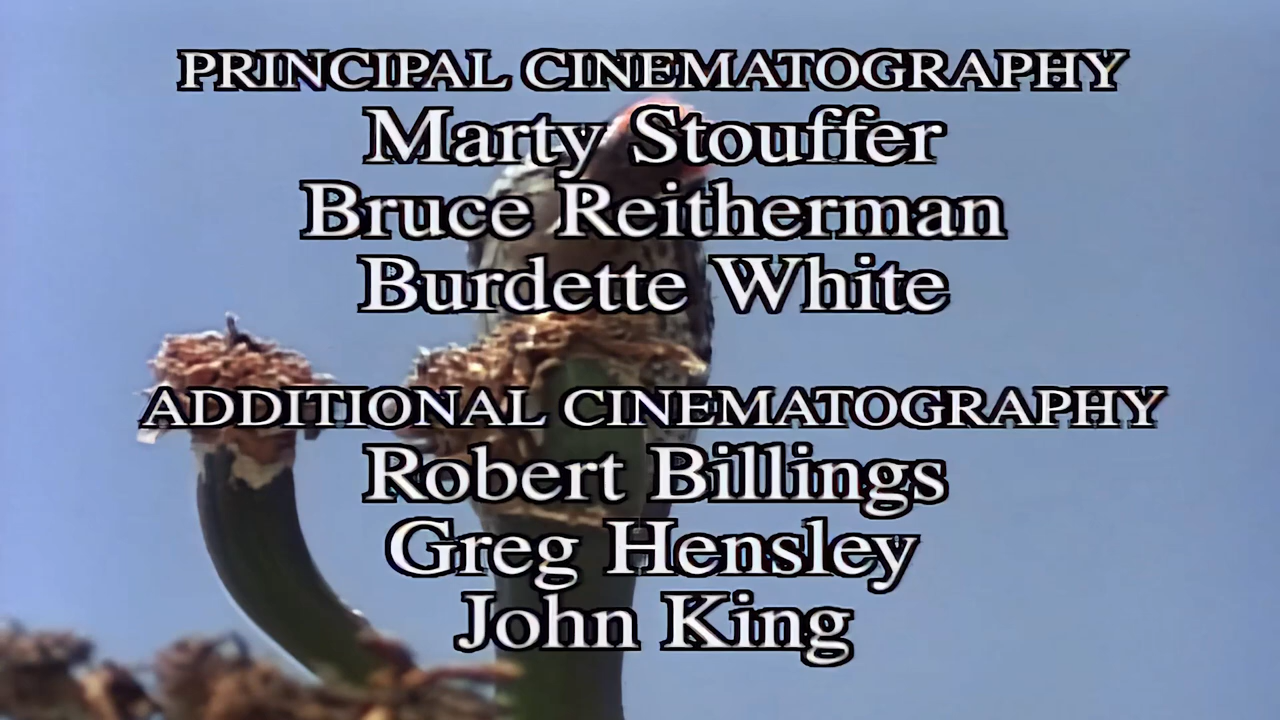 PRINCIPAL CINEMATOGRAPHY
Marty Stouffer
Bruce Reitherman
Burdette White
ADDITIONAL CINEMATOGRAPHY
Robert Billings
Greg Hensley
John King